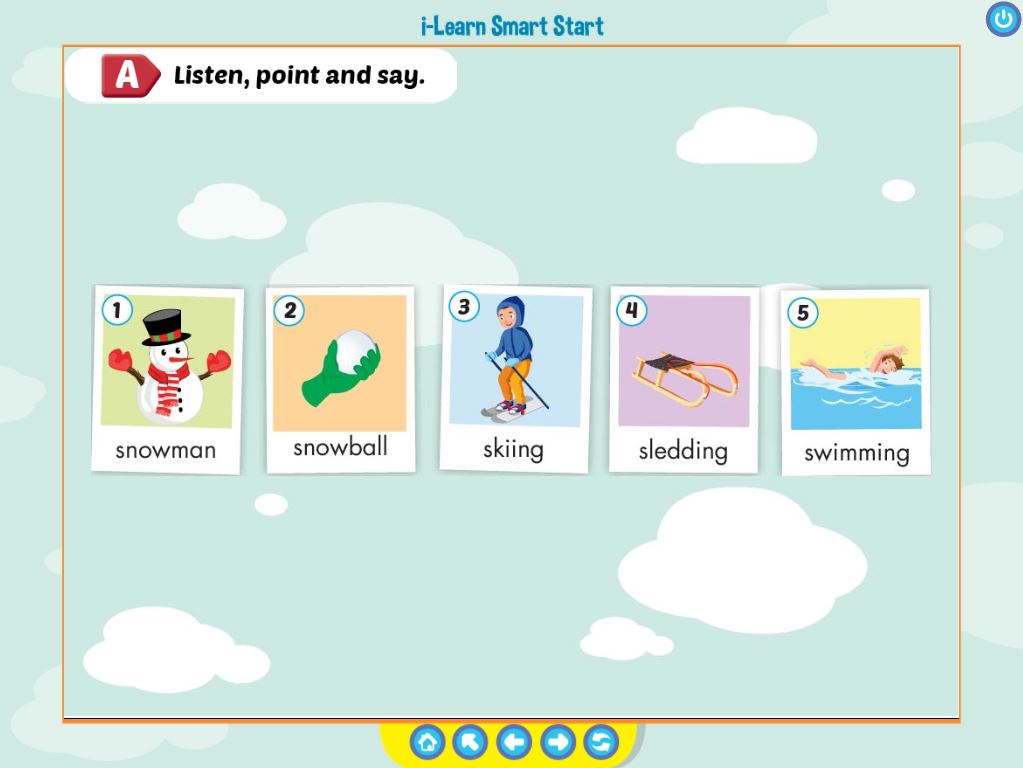 i-Learn Smart Start
A Listen, point and say.
1
snowman
2
snowball
3
skiing
4
sledding
5
swimming